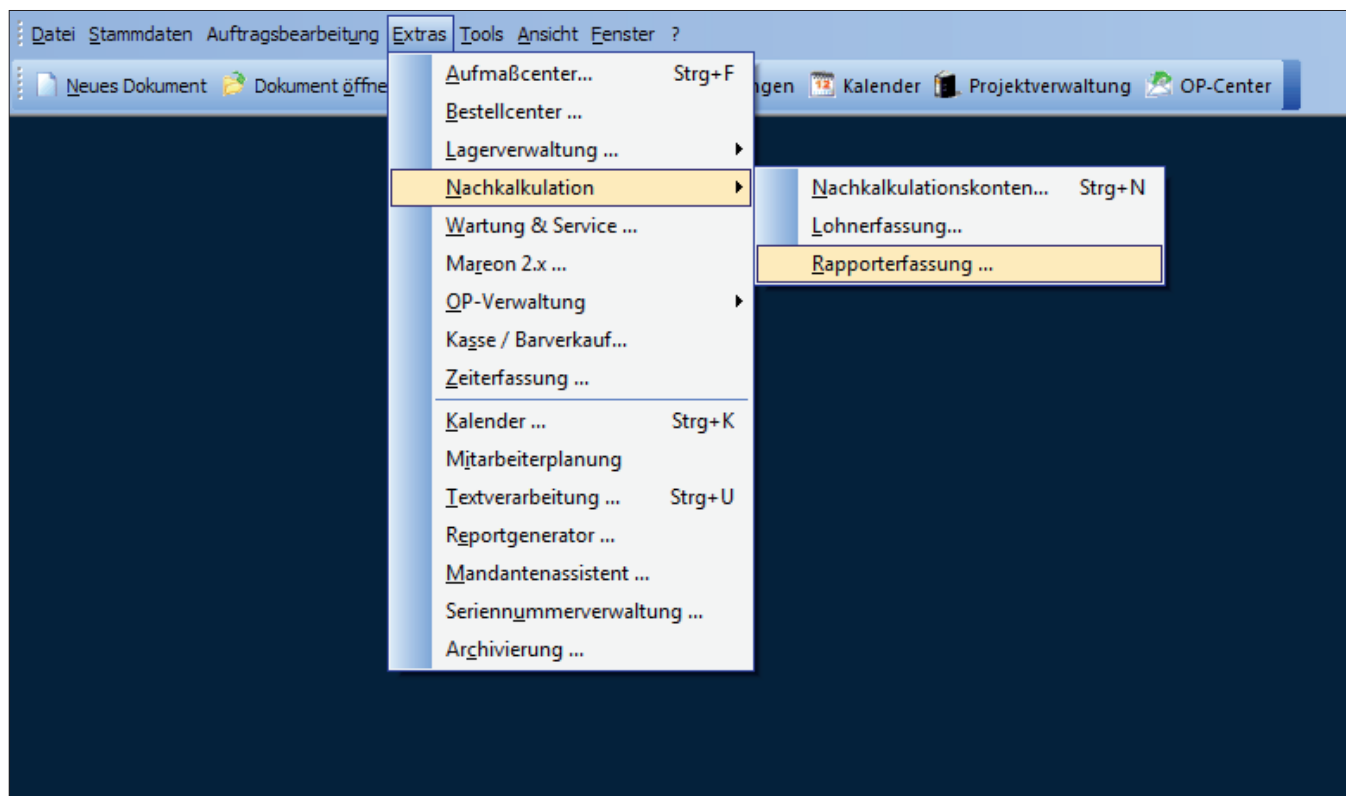 Datei Stammdaten Auftragsbearbeitung Extras Tools Ansicht Fenster ?
Neues Dokument Dokument öffne ngen 12 Kalender Projektverwaltung OP-Center
Aufmaßcenter... Strg+F
Bestellcenter ...
Lagerverwaltung ...
Nachkalkulation
Nachkalkulationskonten... Strg+N
Wartung & Service ...
Lohnerfassung...
Mareon 2.x ...
Rapporterfassung ...
OP-Verwaltung
Kasse / Barverkauf...
Zeiterfassung ...
Kalender ... Strg+K
Mitarbeiterplanung
Textverarbeitung ... Strg+U
Reportgenerator ...
Mandantenassistent ...
Seriennummerverwaltung ...
Archivierung ...